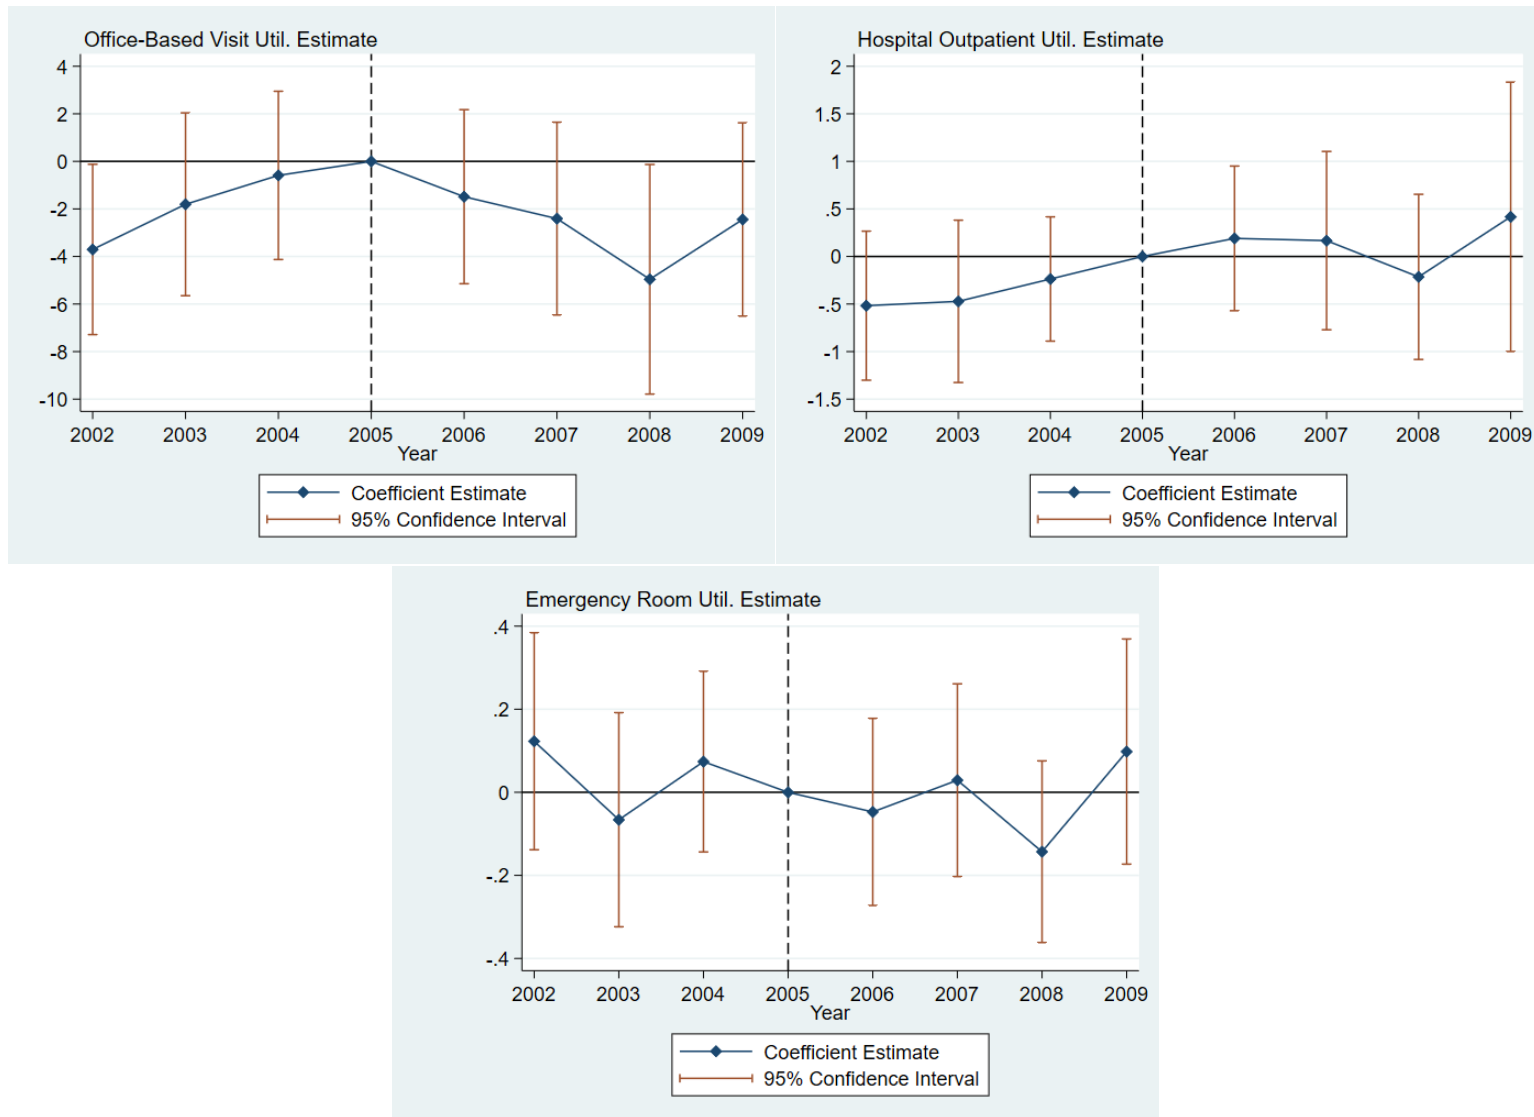 Office-Based Visit Util. Estimate
4
2
0
-2
-4
-6
-8
-10
2002 2003 2004 2005 2006 2007 2008 2009
Year
Coefficient Estimate
95% Confidence Interval
Hospital Outpatient Util. Estimate
2
1.5
1
.5
0
-.5
-1
-1.5
2002 2003 2004 2005 2006 2007 2008 2009
Year
Coefficient Estimate
95% Confidence Interval
Emergency Room Util. Estimate
.4
.2
0
-.2
-.4
2002 2003 2004 2005 2006 2007 2008 2009
Year
Coefficient Estimate
95% Confidence Interval